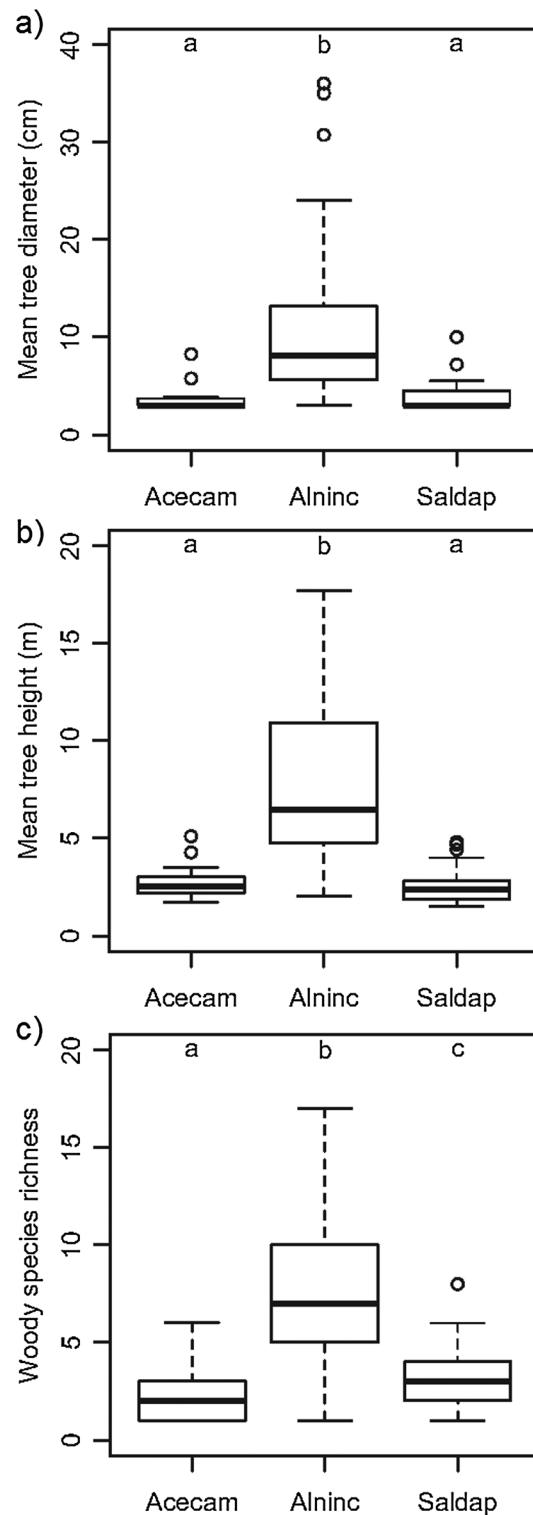 a)
a b a
Mean tree diameter (cm)
40
30
20
10
0
Acecam Alninc Saldap
b)
a b a
Mean tree height (m)
20
15
10
5
0
Acecam Alninc Saldap
c)
a b c
Woody species richness
20
15
10
5
0
Acecam Alninc Saldap